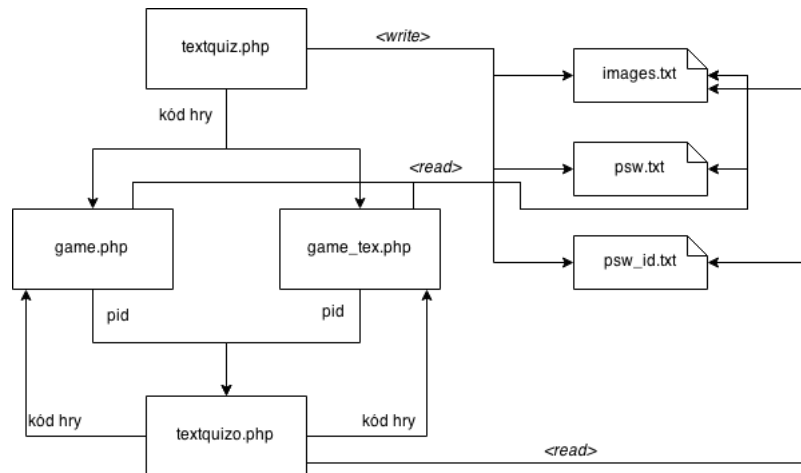 textquiz.php
<write>
images.txt
kód hry
psw.txt
<read>
game.php
game_tex.php
psw_id.txt
pid
pid
kód hry
textquizo.php
kód hry
<read>